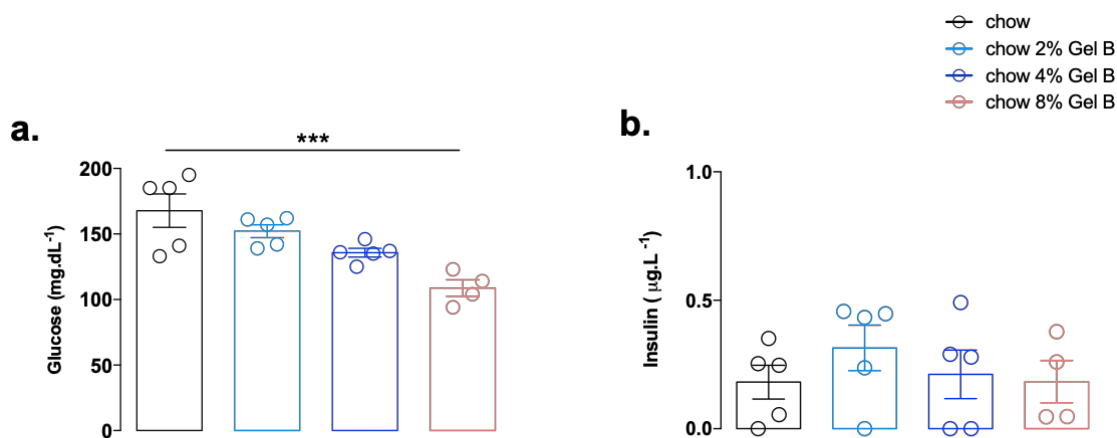 chow
chow 2% Gel B
chow 4% Gel B
chow 8% Gel B
a.
***
Glucose (mg.dL⁻¹)
200
150
100
50
0
b.
Insulin ( μg.L ⁻¹)
1.0
0.5
0.0